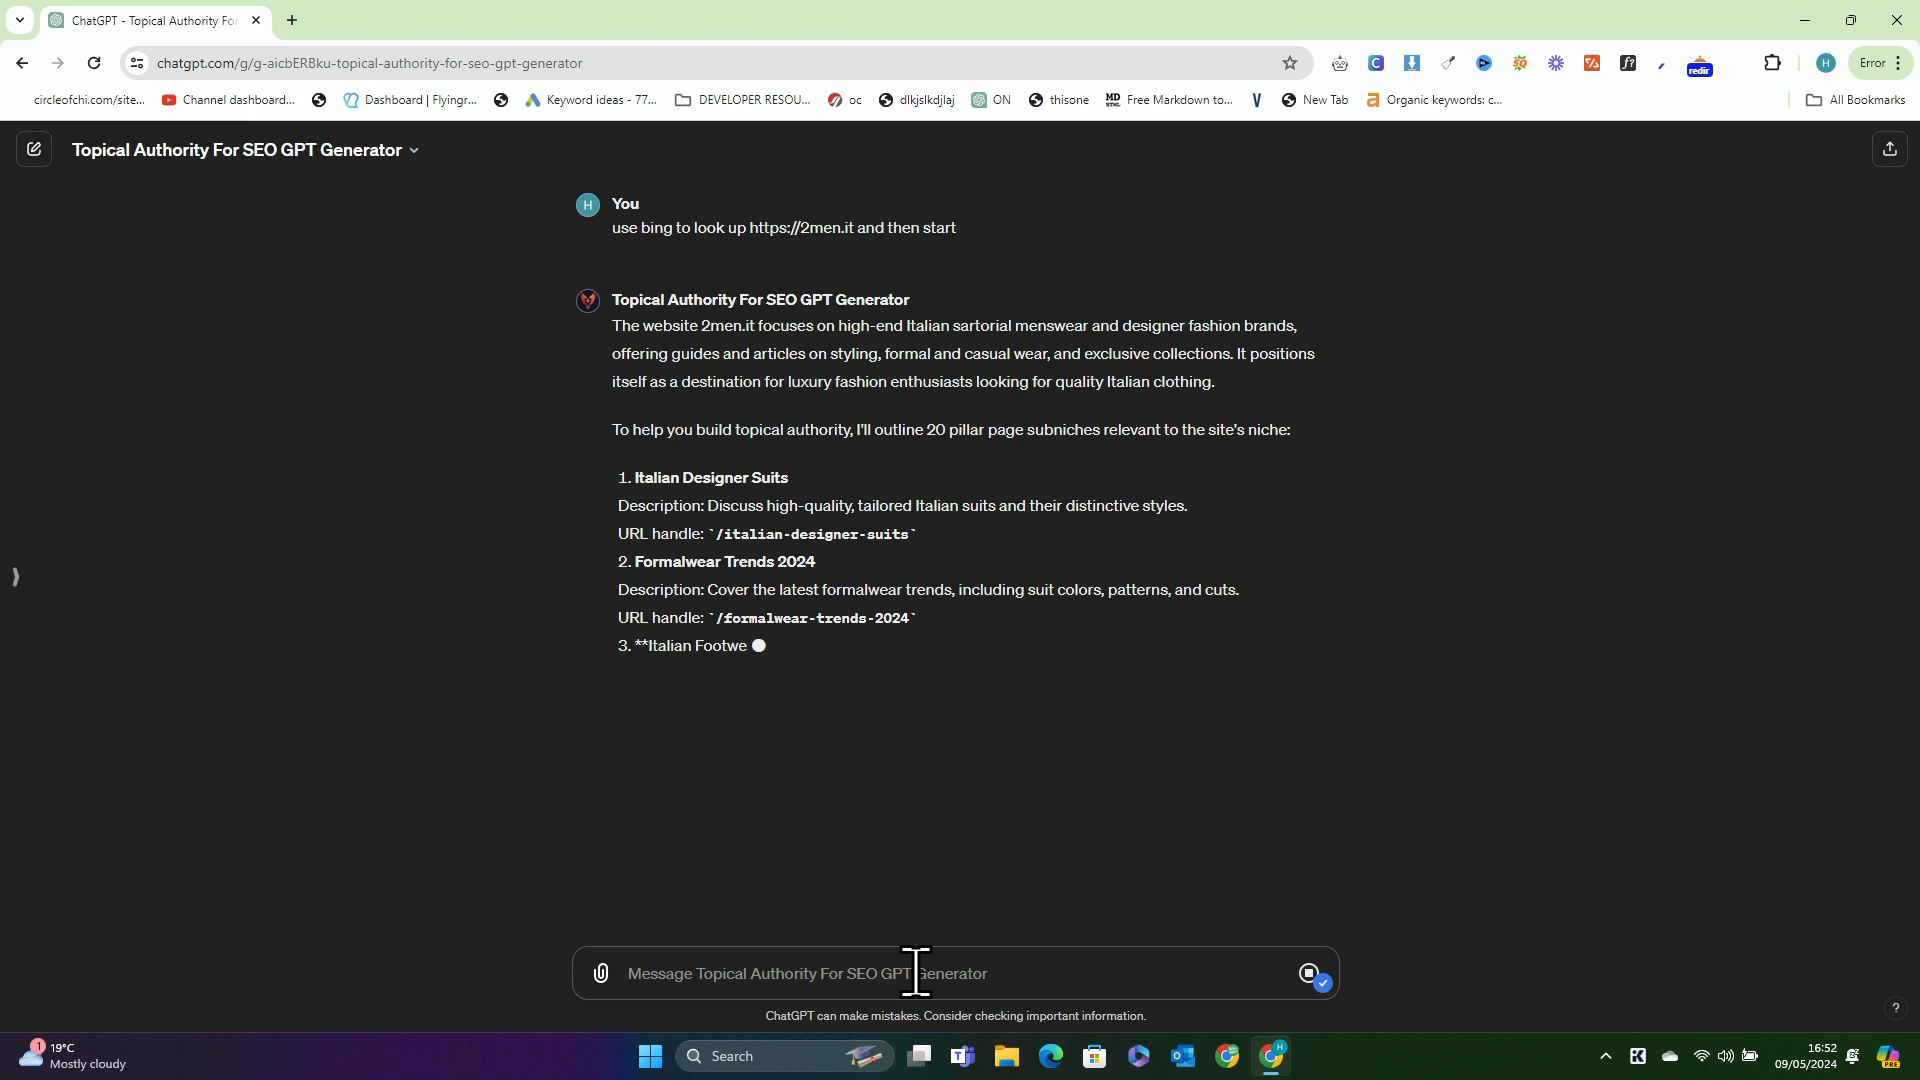 ChatGPT - Topical Authority For
chatgpt.com/g/g-aicbERBku-topical-authority-for-seo-gpt-generator
redir
H
Error
circleofchi.com/site...
Channel dashboard...
Dashboard | Flyingr...
Keyword ideas - 77...
DEVELOPER RESOU...
oc
dlkjslkdjlaj
ON
thisone
Free Markdown to...
New Tab
Organic keywords: c...
All Bookmarks
Topical Authority For SEO GPT Generator
H
You
use bing to look up https://2men.it and then start
Topical Authority For SEO GPT Generator
The website 2men.it focuses on high-end Italian sartorial menswear and designer fashion brands,
offering guides and articles on styling, formal and casual wear, and exclusive collections. It positions
itself as a destination for luxury fashion enthusiasts looking for quality Italian clothing.
To help you build topical authority, I'll outline 20 pillar page subniches relevant to the site's niche:
1. Italian Designer Suits
Description: Discuss high-quality, tailored Italian suits and their distinctive styles.
URL handle: `/italian-designer-suits`
2. Formalwear Trends 2024
Description: Cover the latest formalwear trends, including suit colors, patterns, and cuts.
URL handle: `/formalwear-trends-2024`
3. **Italian Footwe
Message Topical Authority For SEO GPT Generator
ChatGPT can make mistakes. Consider checking important information.
?
1
19°C
Mostly cloudy
Search
16:52
09/05/2024
PRE